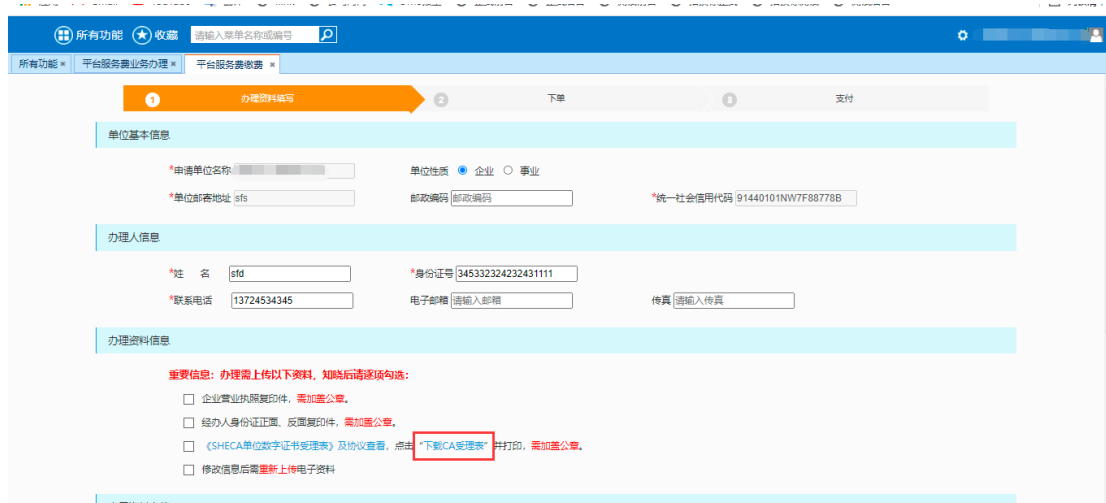 所有功能 收藏 请输入菜单名称或编号
所有功能 × 平台服务费业务办理 × 平台服务费缴费 ×
1 办理资料填写 2 下单 3 支付
单位基本信息
*申请单位名称 单位性质 企业 事业
*单位邮寄地址 sfs 邮政编码 邮政编码 *统一社会信用代码 91440101NW7F88778B
办理人信息
*姓 名 sfd *身份证号 345332324232431111
*联系电话 13724534345 电子邮箱 请输入邮箱 传真 请输入传真
办理资料信息
重要信息：办理需上传以下资料，知晓后请逐项勾选：
企业营业执照复印件，需加盖公章。
经办人身份证正面、反面复印件，需加盖公章。
《SHECA单位数字证书受理表》及协议查看，点击 “下载CA受理表” 并打印，需加盖公章。
修改信息后需重新上传电子资料